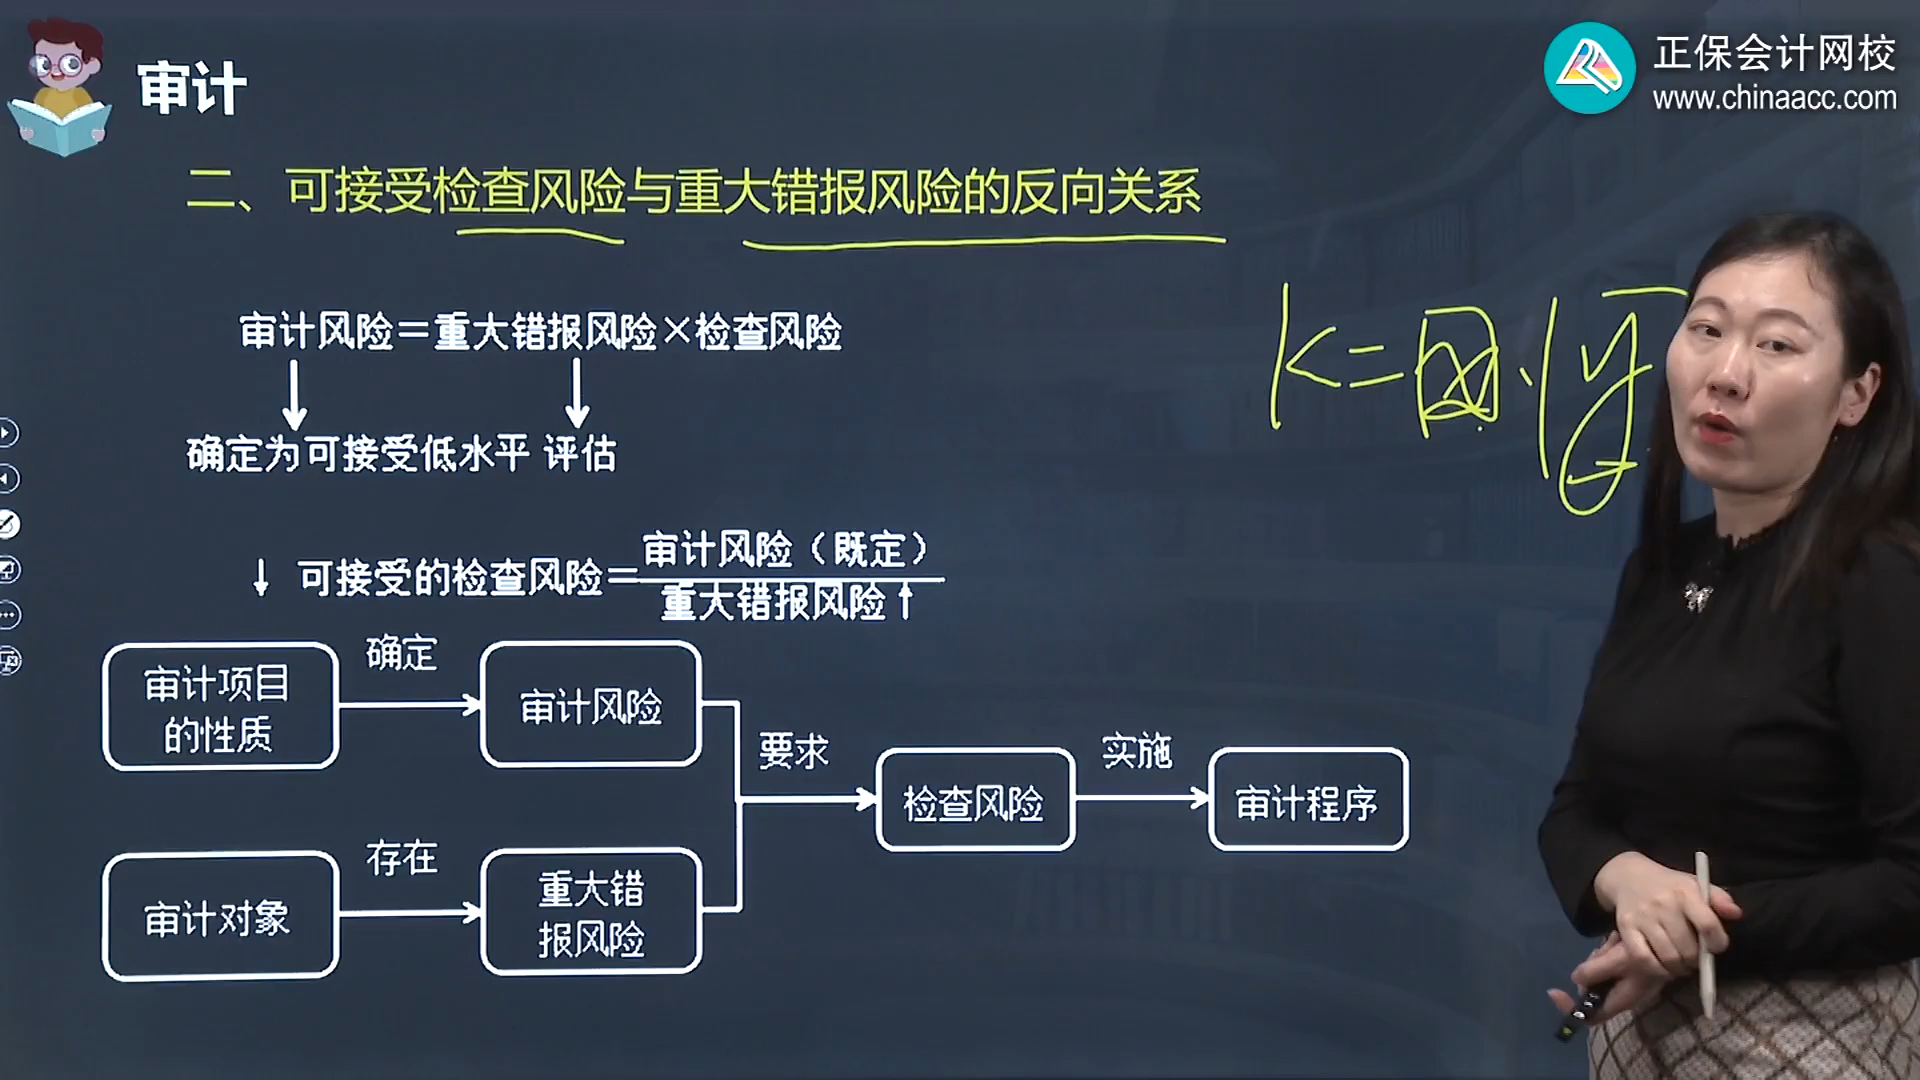 审计
正保会计网校
www.chinaacc.com
二、可接受检查风险与重大错报风险的反向关系
审计风险=重大错报风险×检查风险
确定为可接受低水平 评估
K=x·y
↓ 可接受的检查风险=审计风险（既定）
重大错报风险↑
审计项目
的性质
确定
审计风险
要求
检查风险
实施
审计程序
审计对象
存在
重大错
报风险